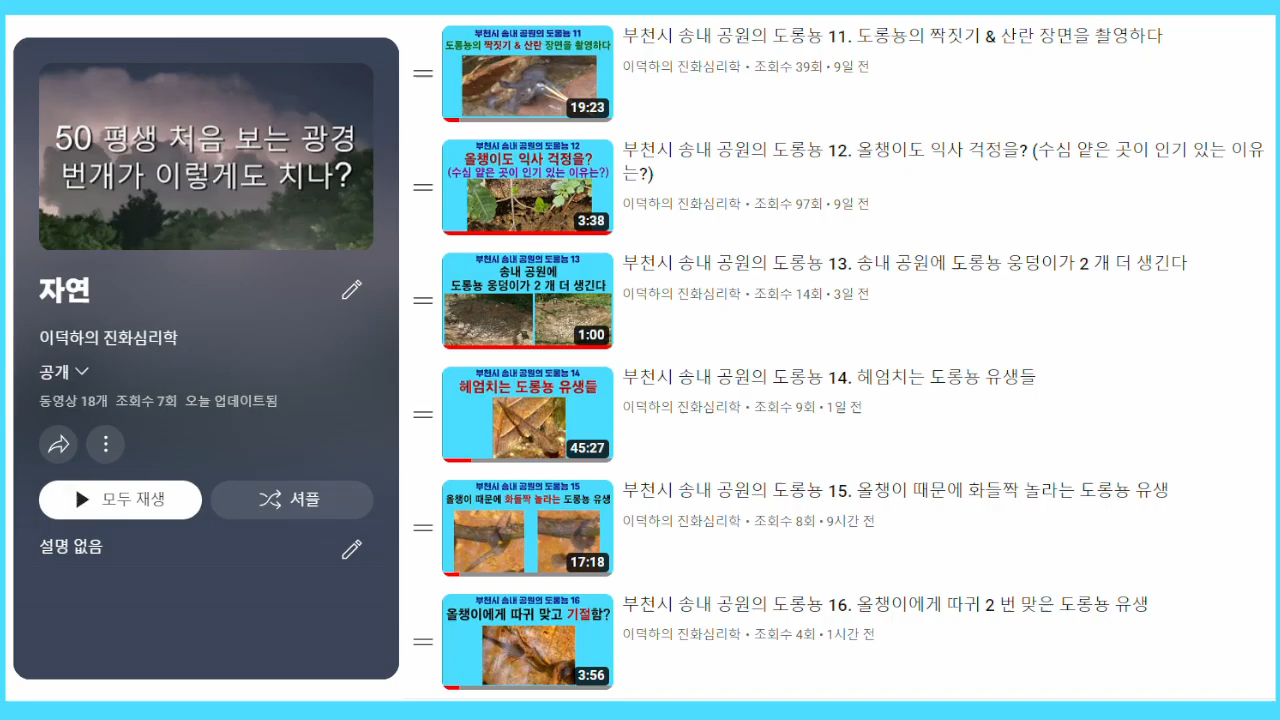 50 평생 처음 보는 광경
번개가 이렇게도 치나?
자연
이덕하의 진화심리학
공개
동영상 18개 조회수 7회 오늘 업데이트됨
모두 재생
셔플
설명 없음
부천시 송내 공원의 도롱뇽 11
도롱뇽의 짝짓기 & 산란 장면을 촬영하다
19:23
부천시 송내 공원의 도롱뇽 11. 도롱뇽의 짝짓기 & 산란 장면을 촬영하다
이덕하의 진화심리학 • 조회수 39회 • 9일 전
부천시 송내 공원의 도롱뇽 12
올챙이도 익사 걱정을?
(수심 얕은 곳이 인기 있는 이유는?)
3:38
부천시 송내 공원의 도롱뇽 12. 올챙이도 익사 걱정을? (수심 얕은 곳이 인기 있는 이유
는?)
이덕하의 진화심리학 • 조회수 97회 • 9일 전
부천시 송내 공원의 도롱뇽 13
송내 공원에
도롱뇽 웅덩이가 2 개 더 생긴다
1:00
부천시 송내 공원의 도롱뇽 13. 송내 공원에 도롱뇽 웅덩이가 2 개 더 생긴다
이덕하의 진화심리학 • 조회수 14회 • 3일 전
부천시 송내 공원의 도롱뇽 14
헤엄치는 도롱뇽 유생들
45:27
부천시 송내 공원의 도롱뇽 14. 헤엄치는 도롱뇽 유생들
이덕하의 진화심리학 • 조회수 9회 • 1일 전
부천시 송내 공원의 도롱뇽 15
올챙이 때문에 화들짝 놀라는 도롱뇽 유생
17:18
부천시 송내 공원의 도롱뇽 15. 올챙이 때문에 화들짝 놀라는 도롱뇽 유생
이덕하의 진화심리학 • 조회수 8회 • 9시간 전
부천시 송내 공원의 도롱뇽 16
올챙이에게 따귀 맞고 기절함?
3:56
부천시 송내 공원의 도롱뇽 16. 올챙이에게 따귀 2 번 맞은 도롱뇽 유생
이덕하의 진화심리학 • 조회수 4회 • 1시간 전